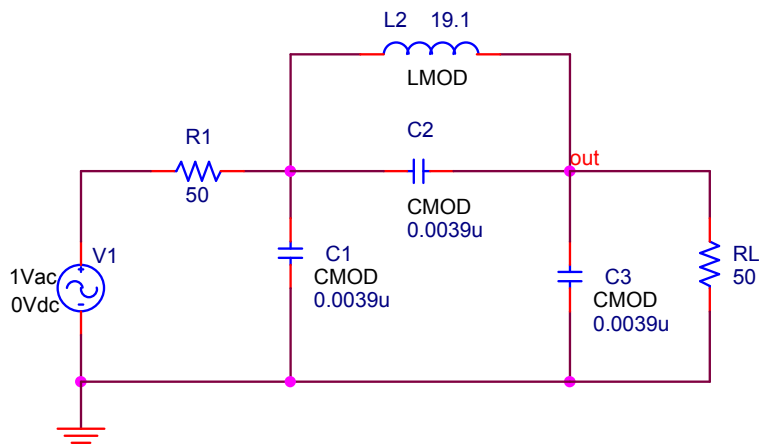 L2 19.1
LMOD
R1
50
C2
CMOD
0.0039u
out
V1
1Vac
0Vdc
C1
CMOD
0.0039u
C3
CMOD
0.0039u
RL
50